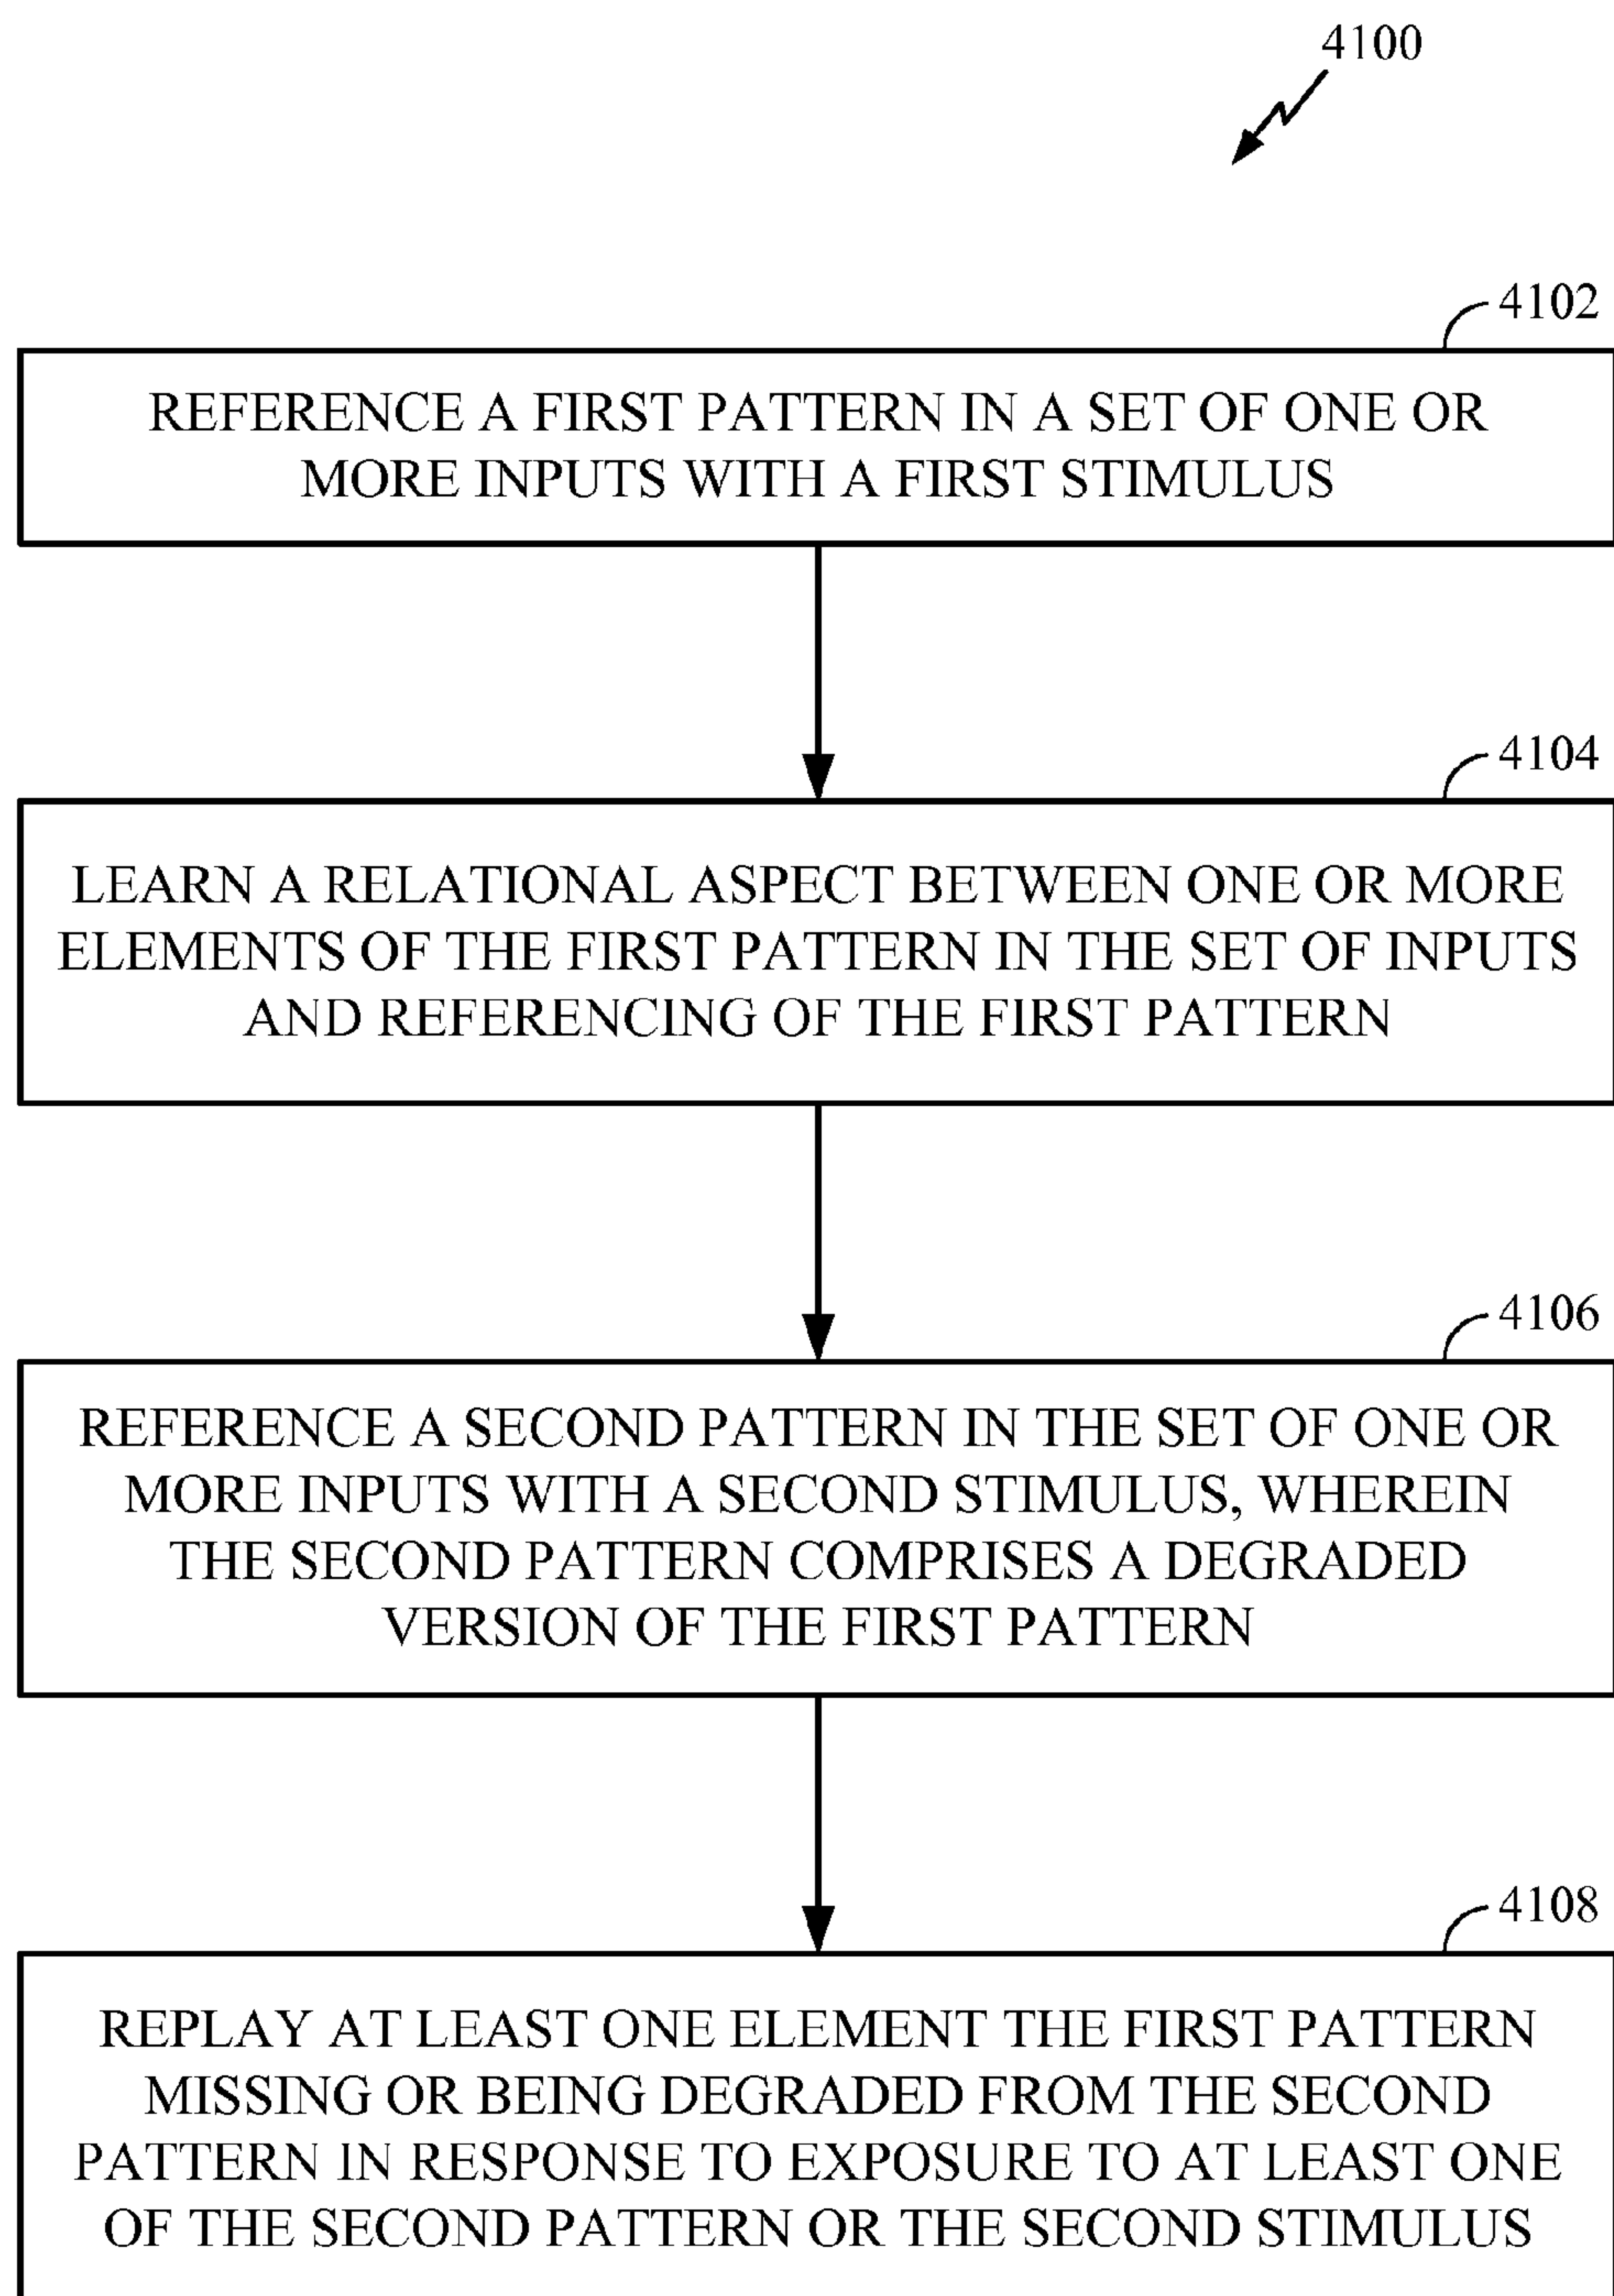 4100
4102
REFERENCE A FIRST PATTERN IN A SET OF ONE OR
MORE INPUTS WITH A FIRST STIMULUS
4104
LEARN A RELATIONAL ASPECT BETWEEN ONE OR MORE
ELEMENTS OF THE FIRST PATTERN IN THE SET OF INPUTS
AND REFERENCING OF THE FIRST PATTERN
4106
REFERENCE A SECOND PATTERN IN THE SET OF ONE OR
MORE INPUTS WITH A SECOND STIMULUS, WHEREIN
THE SECOND PATTERN COMPRISES A DEGRADED
VERSION OF THE FIRST PATTERN
4108
REPLAY AT LEAST ONE ELEMENT THE FIRST PATTERN
MISSING OR BEING DEGRADED FROM THE SECOND
PATTERN IN RESPONSE TO EXPOSURE TO AT LEAST ONE
OF THE SECOND PATTERN OR THE SECOND STIMULUS